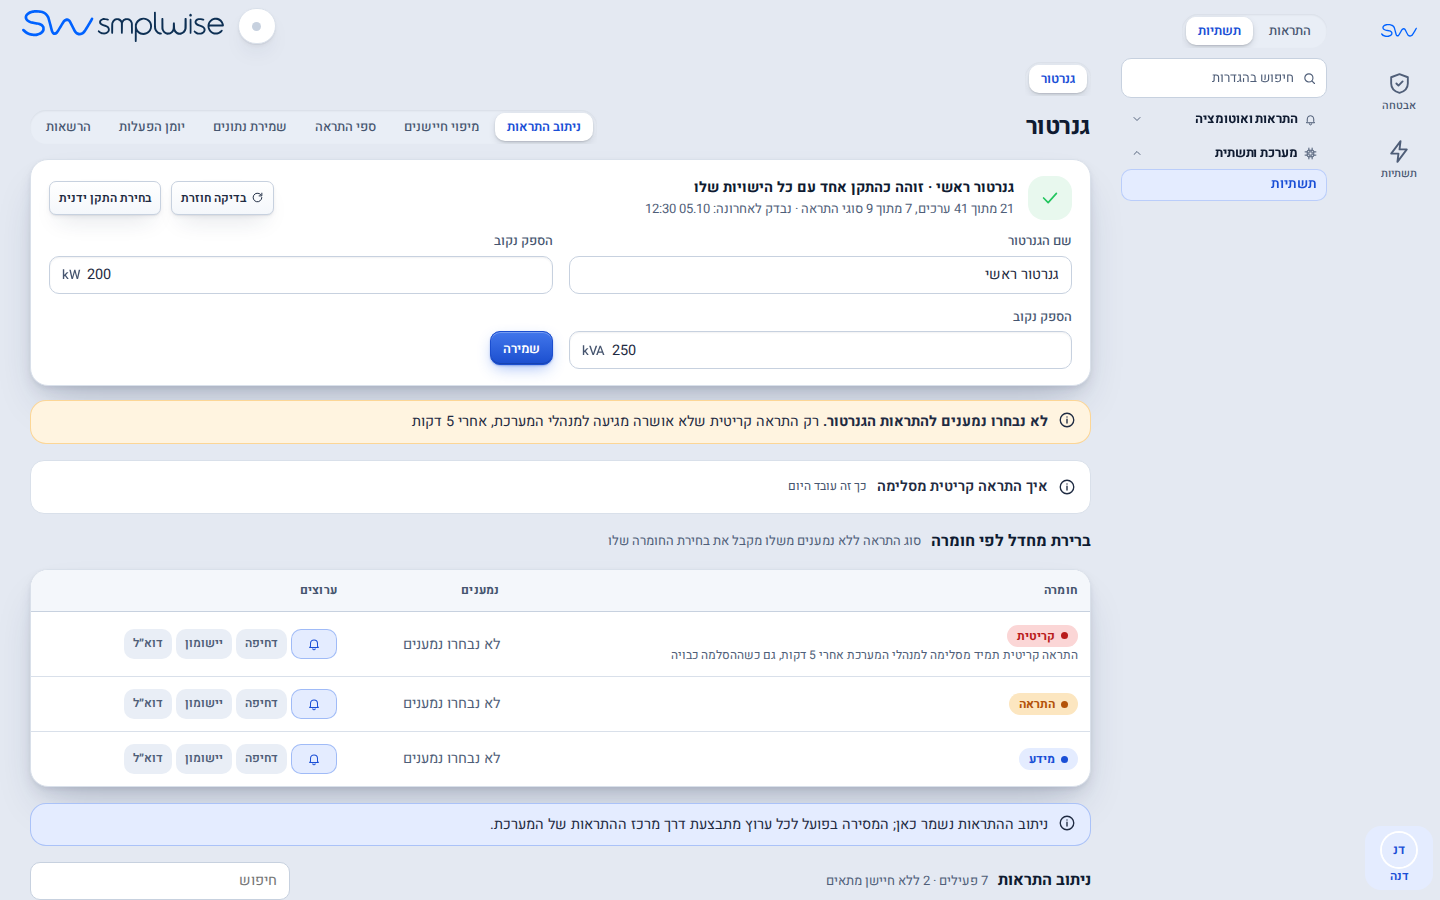 smplwise
התראות
תשתיות
חיפוש בהגדרות
התראות ואוטומציה
מערכת ותשתית
תשתיות
אבטחה
תשתיות
דנ
דנה
גנרטור
גנרטור
ניתוב התראות
מיפוי חיישנים
ספי התראה
שמירת נתונים
יומן הפעלות
הרשאות
גנרטור ראשי · זוהה כהתקן אחד עם כל הישויות שלו
21 מתוך 41 ערכים, 7 מתוך 9 סוגי התראה · נבדק לאחרונה: 05.10 12:30
בדיקה חוזרת
בחירת התקן ידנית
שם הגנרטור
גנרטור ראשי
הספק נקוב
200 kW
הספק נקוב
250 kVA
שמירה
לא נבחרו נמענים להתראות הגנרטור. רק התראה קריטית שלא אושרה מגיעה למנהלי המערכת, אחרי 5 דקות
איך התראה קריטית מסלימה כך זה עובד היום
ברירת מחדל לפי חומרה סוג התראה ללא נמענים משלו מקבל את בחירת החומרה שלו
חומרה נמענים ערוצים
קריטית
התראה קריטית תמיד מסלימה למנהלי המערכת אחרי 5 דקות, גם כשההסלמה כבויה
לא נבחרו נמענים
דחיפה יישומון דוא״ל
התראה לא נבחרו נמענים דחיפה יישומון דוא״ל
מידע לא נבחרו נמענים דחיפה יישומון דוא״ל
ניתוב ההתראות נשמר כאן; המסירה בפועל לכל ערוץ מתבצעת דרך מרכז ההתראות של המערכת.
ניתוב התראות 7 פעילים · 2 ללא חיישן מתאים
חיפוש